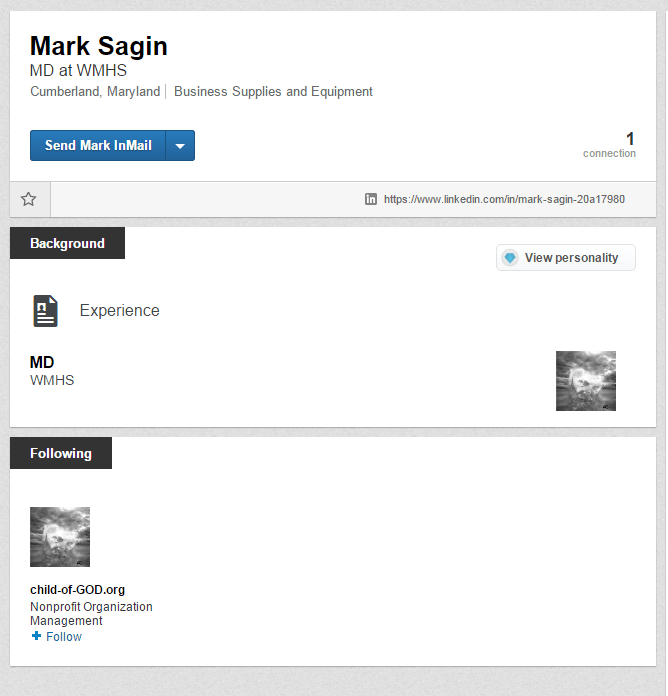 Mark Sagin
MD at WMHS
Cumberland, Maryland | Business Supplies and Equipment
Send Mark InMail
1
connection
https://www.linkedin.com/in/mark-sagin-20a17980
Background
View personality
Experience
MD
WMHS
Following
child-of-GOD.org
Nonprofit Organization
Management
Follow